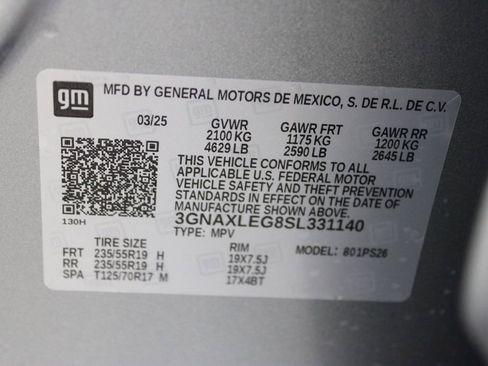 gm
MFD BY GENERAL MOTORS DE MEXICO, S. DE R.L. DE C.V.
03/25 GVWR GAWR FRT GAWR RR
2100 KG 1175 KG 1200 KG
4629 LB 2590 LB 2645 LB
THIS VEHICLE CONFORMS TO ALL
APPLICABLE U.S. FEDERAL MOTOR
VEHICLE SAFETY AND THEFT PREVENTION
STANDARDS IN EFFECT ON THE DATE OF
MANUFACTURE SHOWN ABOVE.
130H 3GNAXLEG8SL331140
TYPE: MPV
TIRE SIZE RIM MODEL: 801PS26
FRT 235/55R19 H 19X7.5J
RR 235/55R19 H 19X7.5J
SPA T125/70R17 M 17X4BT